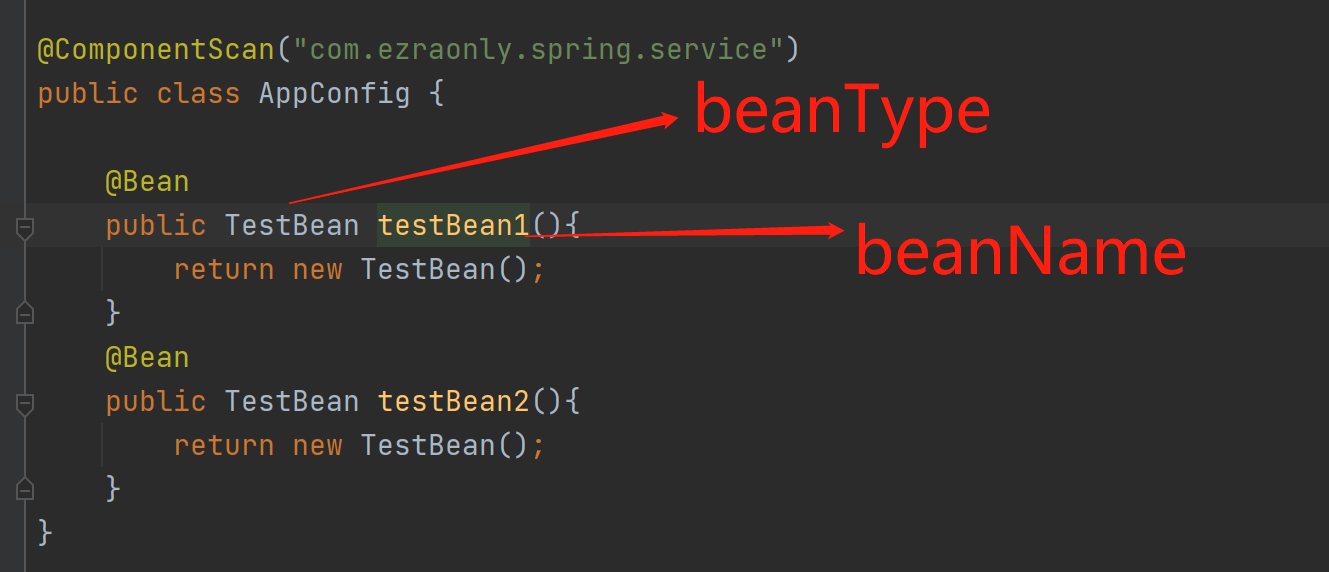 @ComponentScan("com.ezraonly.spring.service")
public class AppConfig {
beanType
@Bean
public TestBean testBean1(){
beanName
return new TestBean();
}
@Bean
public TestBean testBean2(){
return new TestBean();
}
}